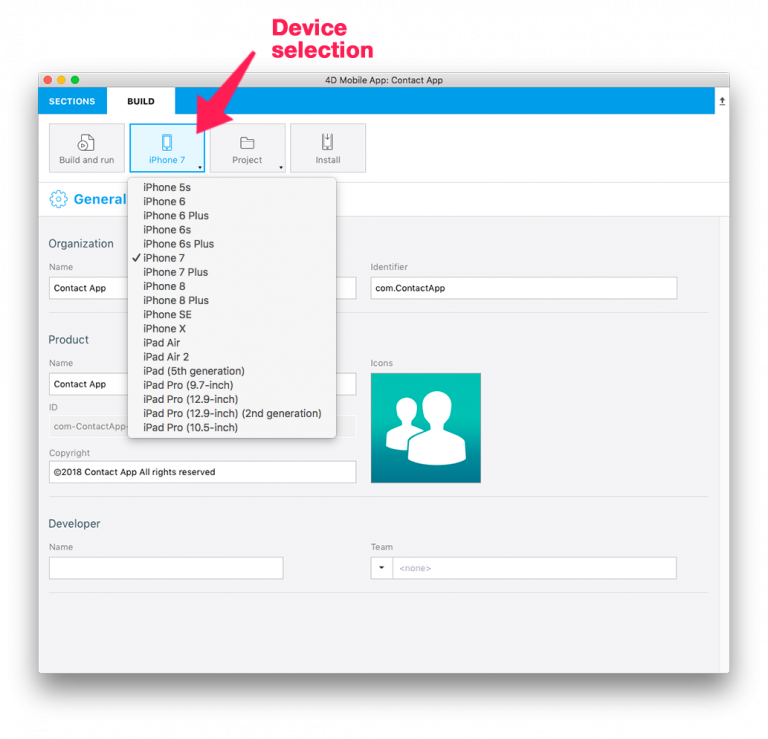 Device
selection
4D Mobile App: Contact App
SECTIONS
BUILD
Build and run
iPhone 7
Project
Install
General
iPhone 5s
iPhone 6
iPhone 6 Plus
iPhone 6s
iPhone 6s Plus
iPhone 7
iPhone 7 Plus
iPhone 8
iPhone 8 Plus
iPhone SE
iPhone X
iPad Air
iPad Air 2
iPad (5th generation)
iPad Pro (9.7-inch)
iPad Pro (12.9-inch)
iPad Pro (12.9-inch) (2nd generation)
iPad Pro (10.5-inch)
Organization
Name
Identifier
Contact App
com.ContactApp
Product
Name
Icons
Contact App
ID
com-ContactApp-
Copyright
©2018 Contact App All rights reserved
Developer
Name
Team
<none>